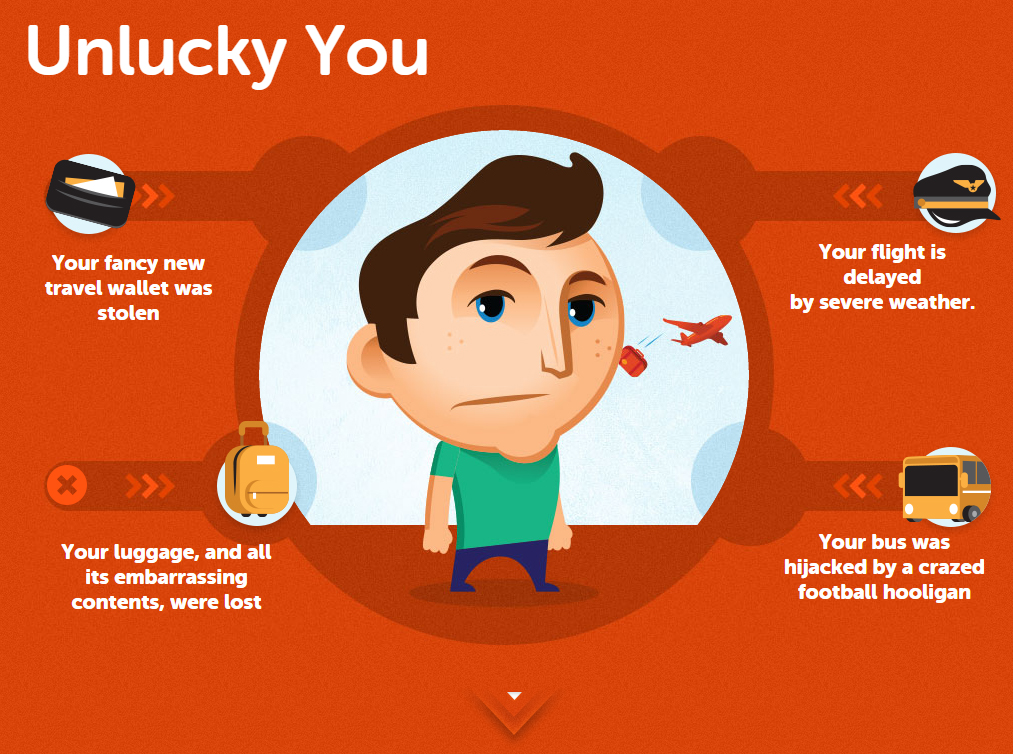 Unlucky You
Your fancy new
travel wallet was
stolen
Your flight is
delayed
by severe weather.
Your luggage, and all
its embarrassing
contents, were lost
Your bus was
hijacked by a crazed
football hooligan